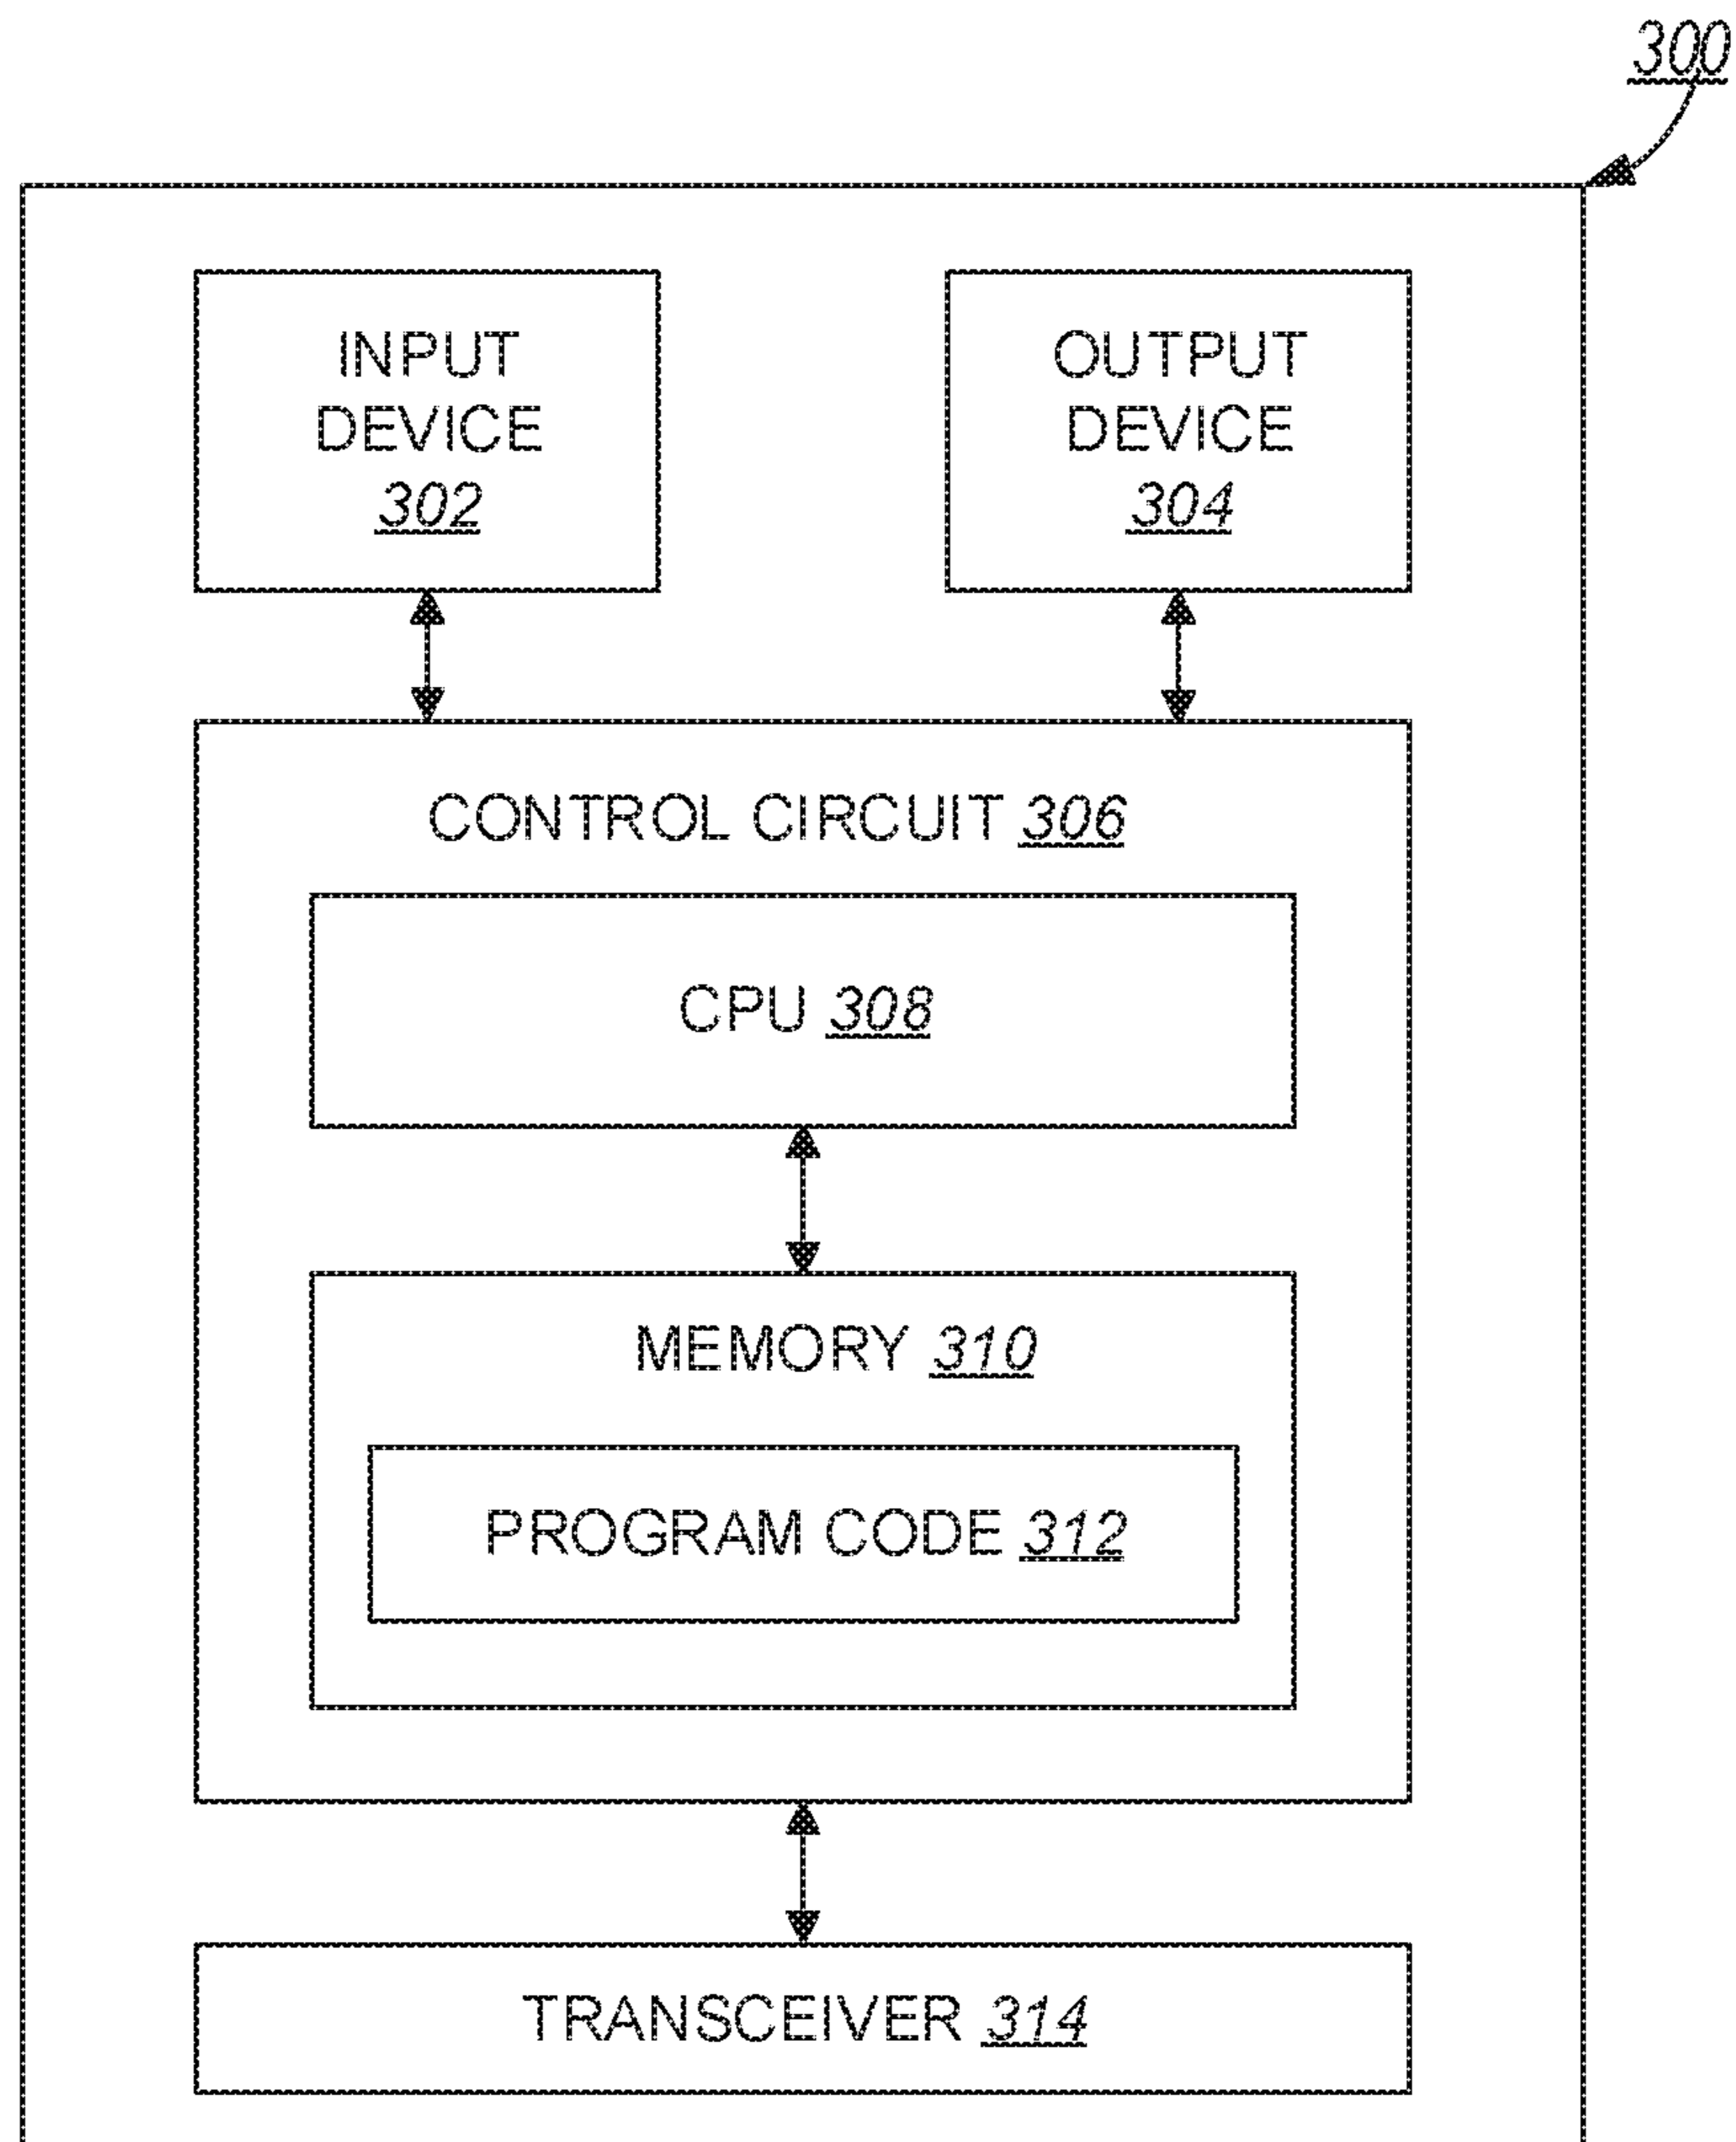 300
INPUT
DEVICE
302
OUTPUT
DEVICE
304
CONTROL CIRCUIT 306
CPU 308
MEMORY 310
PROGRAM CODE 312
TRANSCEIVER 314